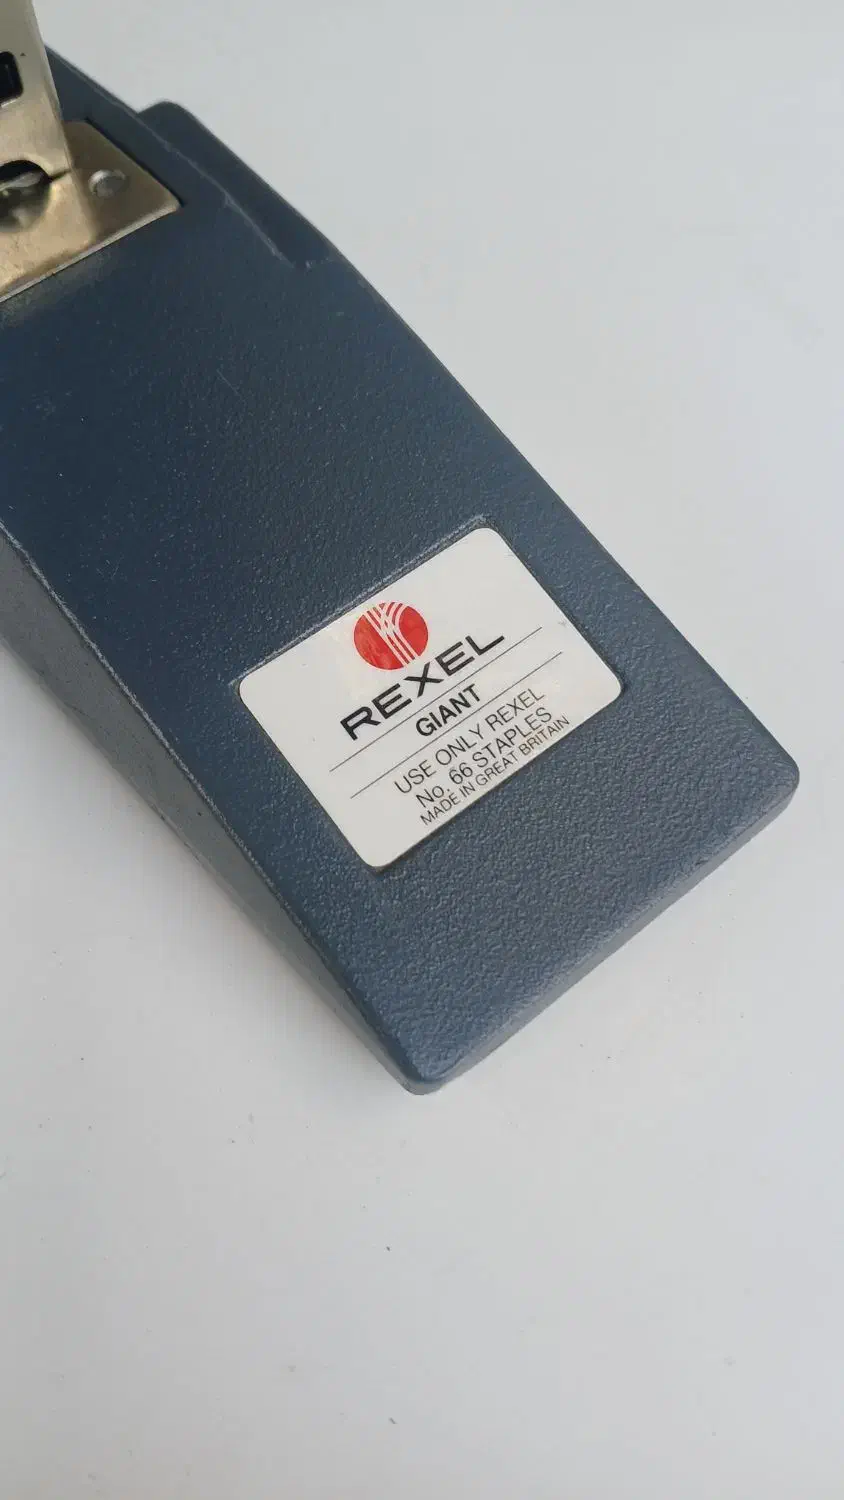 REXEL
GIANT
USE ONLY REXEL
No. 66 STAPLES
MADE IN GREAT BRITAIN